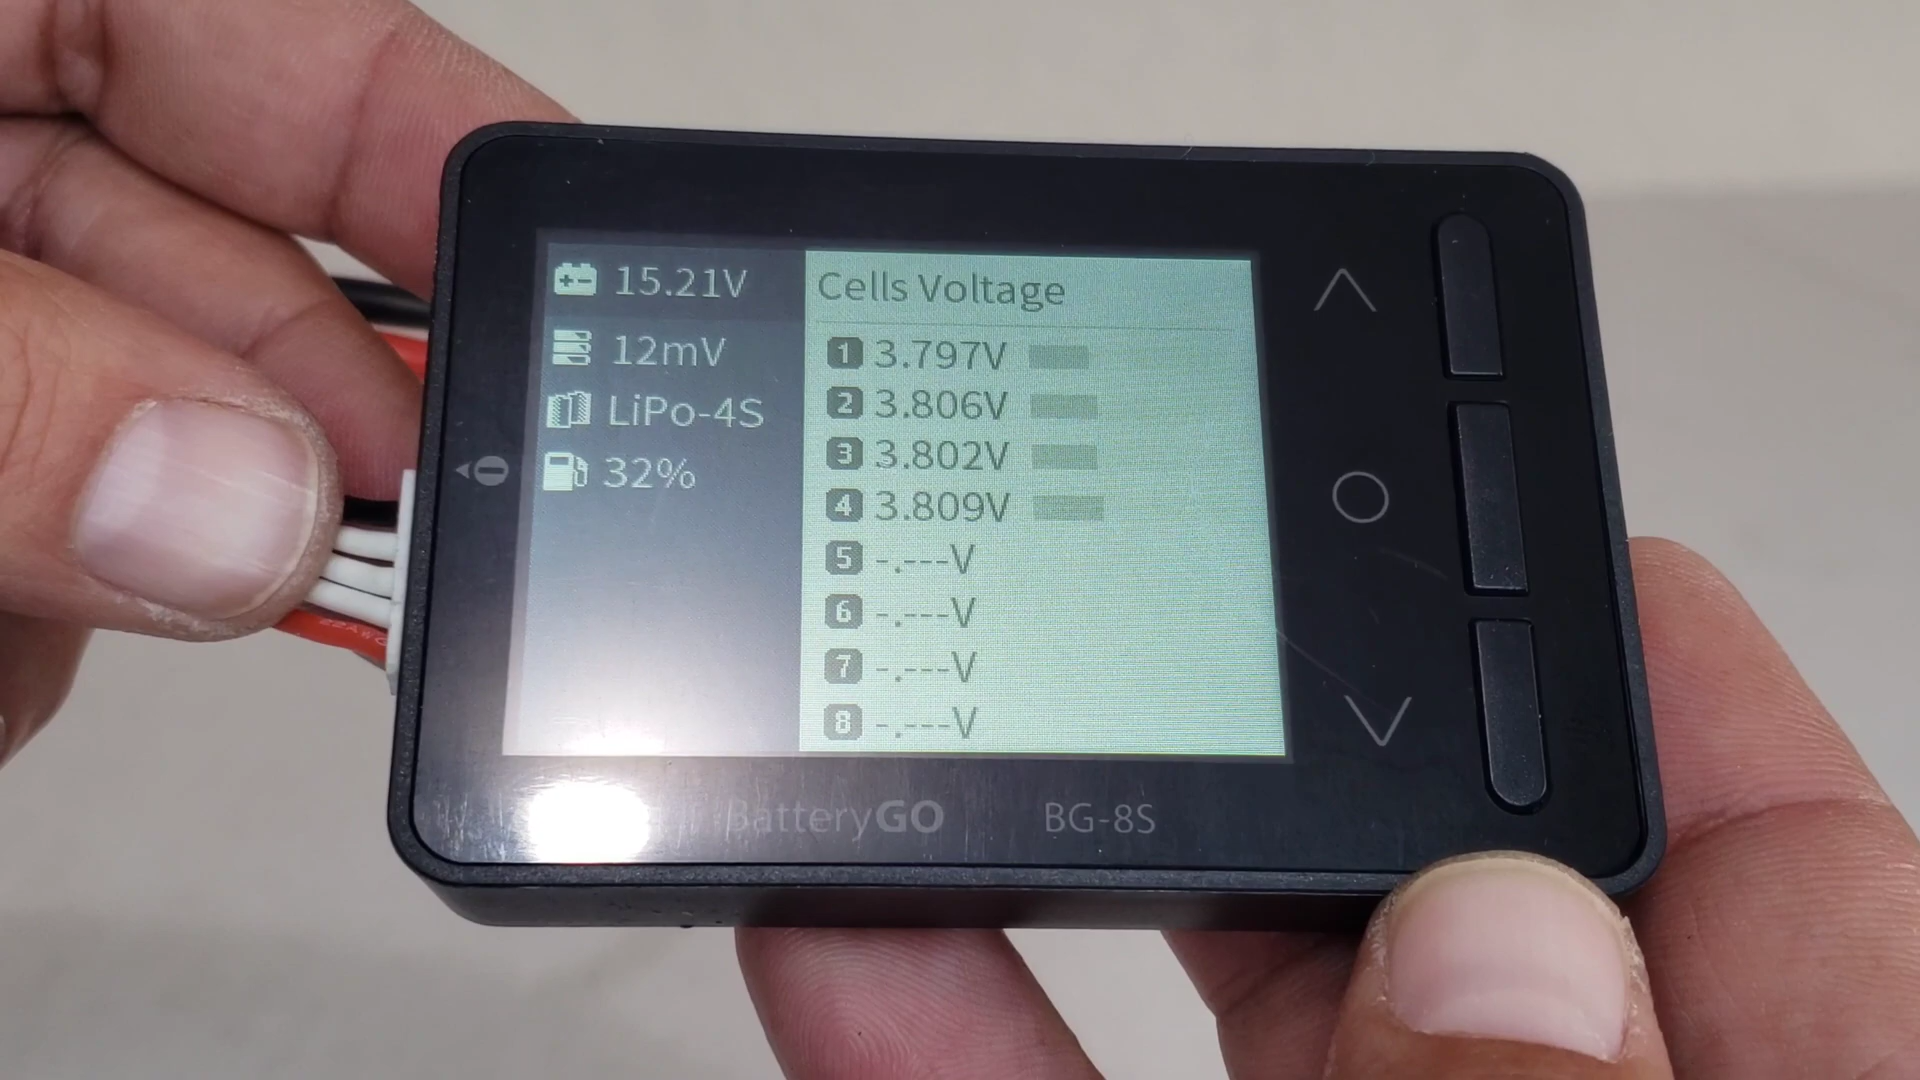 15.21V
12mV
LiPo-4S
32%
Cells Voltage
1 3.797V
2 3.806V
3 3.802V
4 3.809V
5 -.---V
6 -.---V
7 -.---V
8 -.---V
BatteryGO
BG-8S
22AWG